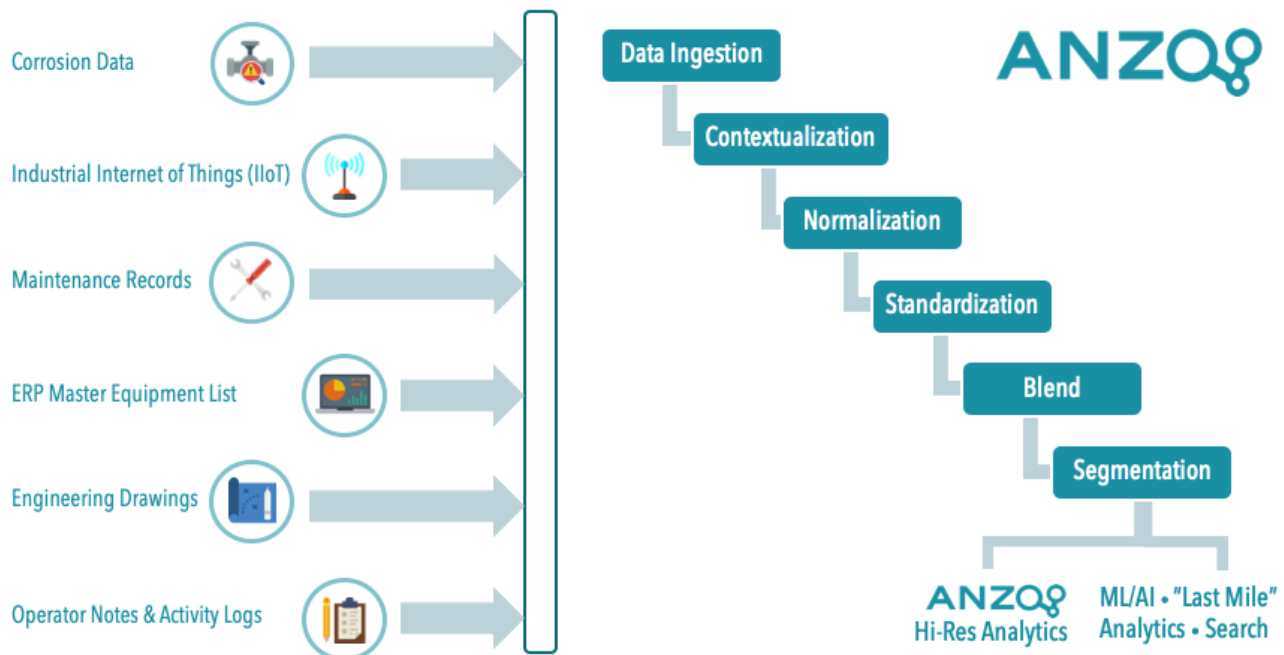 Corrosion Data
Industrial Internet of Things (IIoT)
Maintenance Records
ERP Master Equipment List
Engineering Drawings
Operator Notes & Activity Logs
ANZO
Data Ingestion
Contextualization
Normalization
Standardization
Blend
Segmentation
ANZO
Hi-Res Analytics
ML/AI • "Last Mile"
Analytics • Search